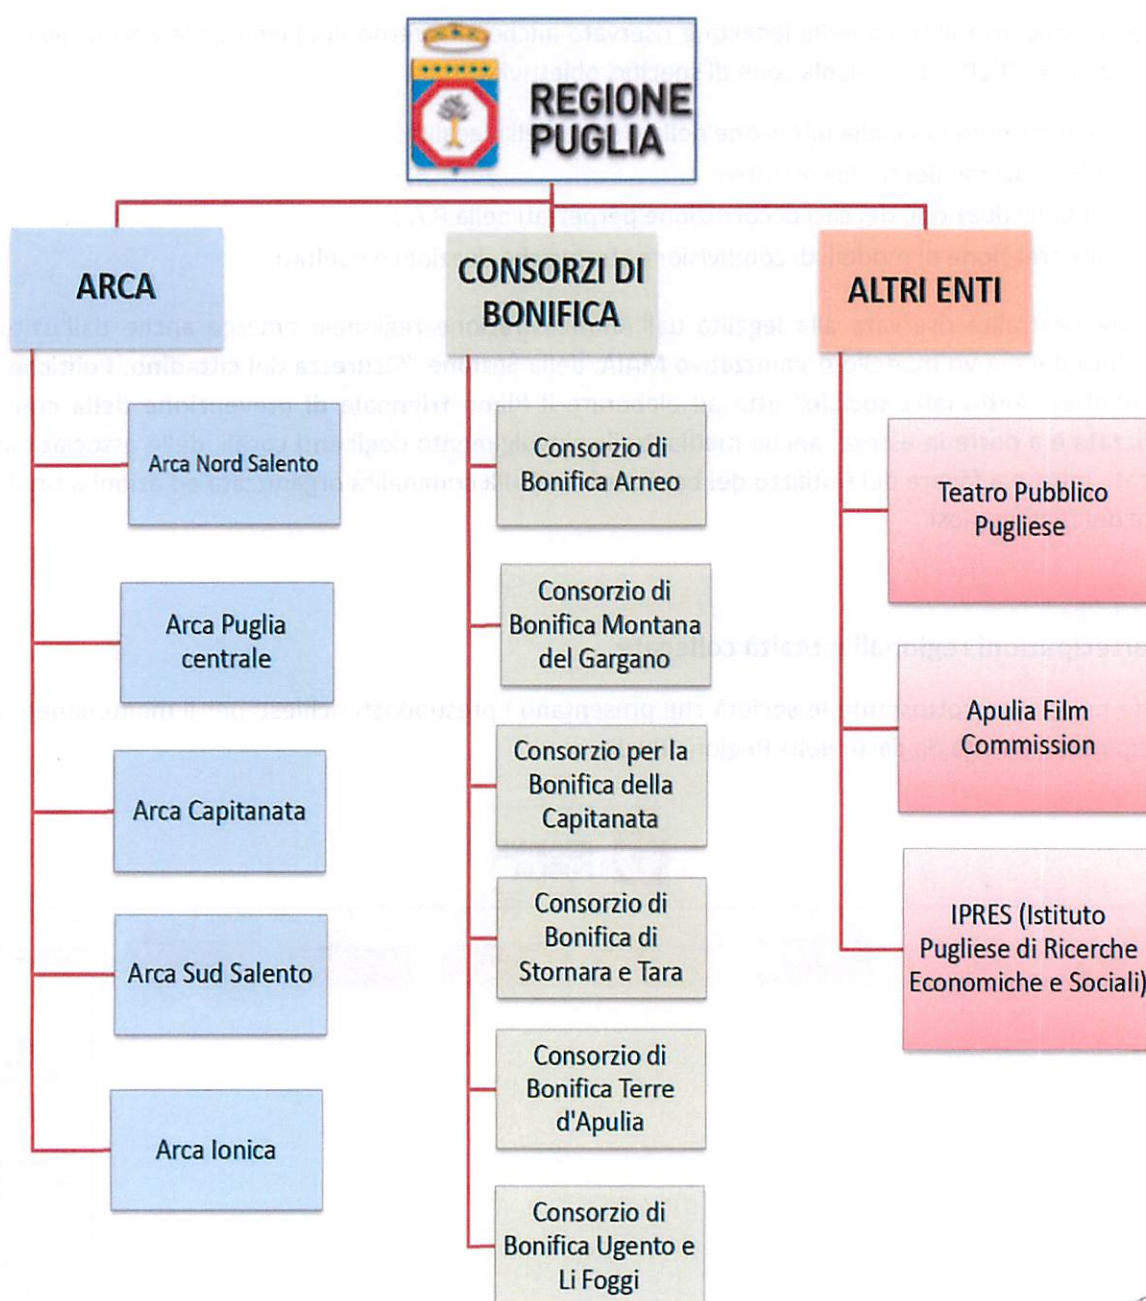 REGIONE
PUGLIA
ARCA
Arca Nord Salento
Arca Puglia
centrale
Arca Capitanata
Arca Sud Salento
Arca Ionica
CONSORZI DI
BONIFICA
Consorzio di
Bonifica Arneo
Consorzio di
Bonifica Montana
del Gargano
Consorzio per la
Bonifica della
Capitanata
Consorzio di
Bonifica di
Stornara e Tara
Consorzio di
Bonifica Terre
d'Apulia
Consorzio di
Bonifica Ugento e
Li Foggi
ALTRI ENTI
Teatro Pubblico
Pugliese
Apulia Film
Commission
IPRES (Istituto
Pugliese di Ricerche
Economiche e Sociali)